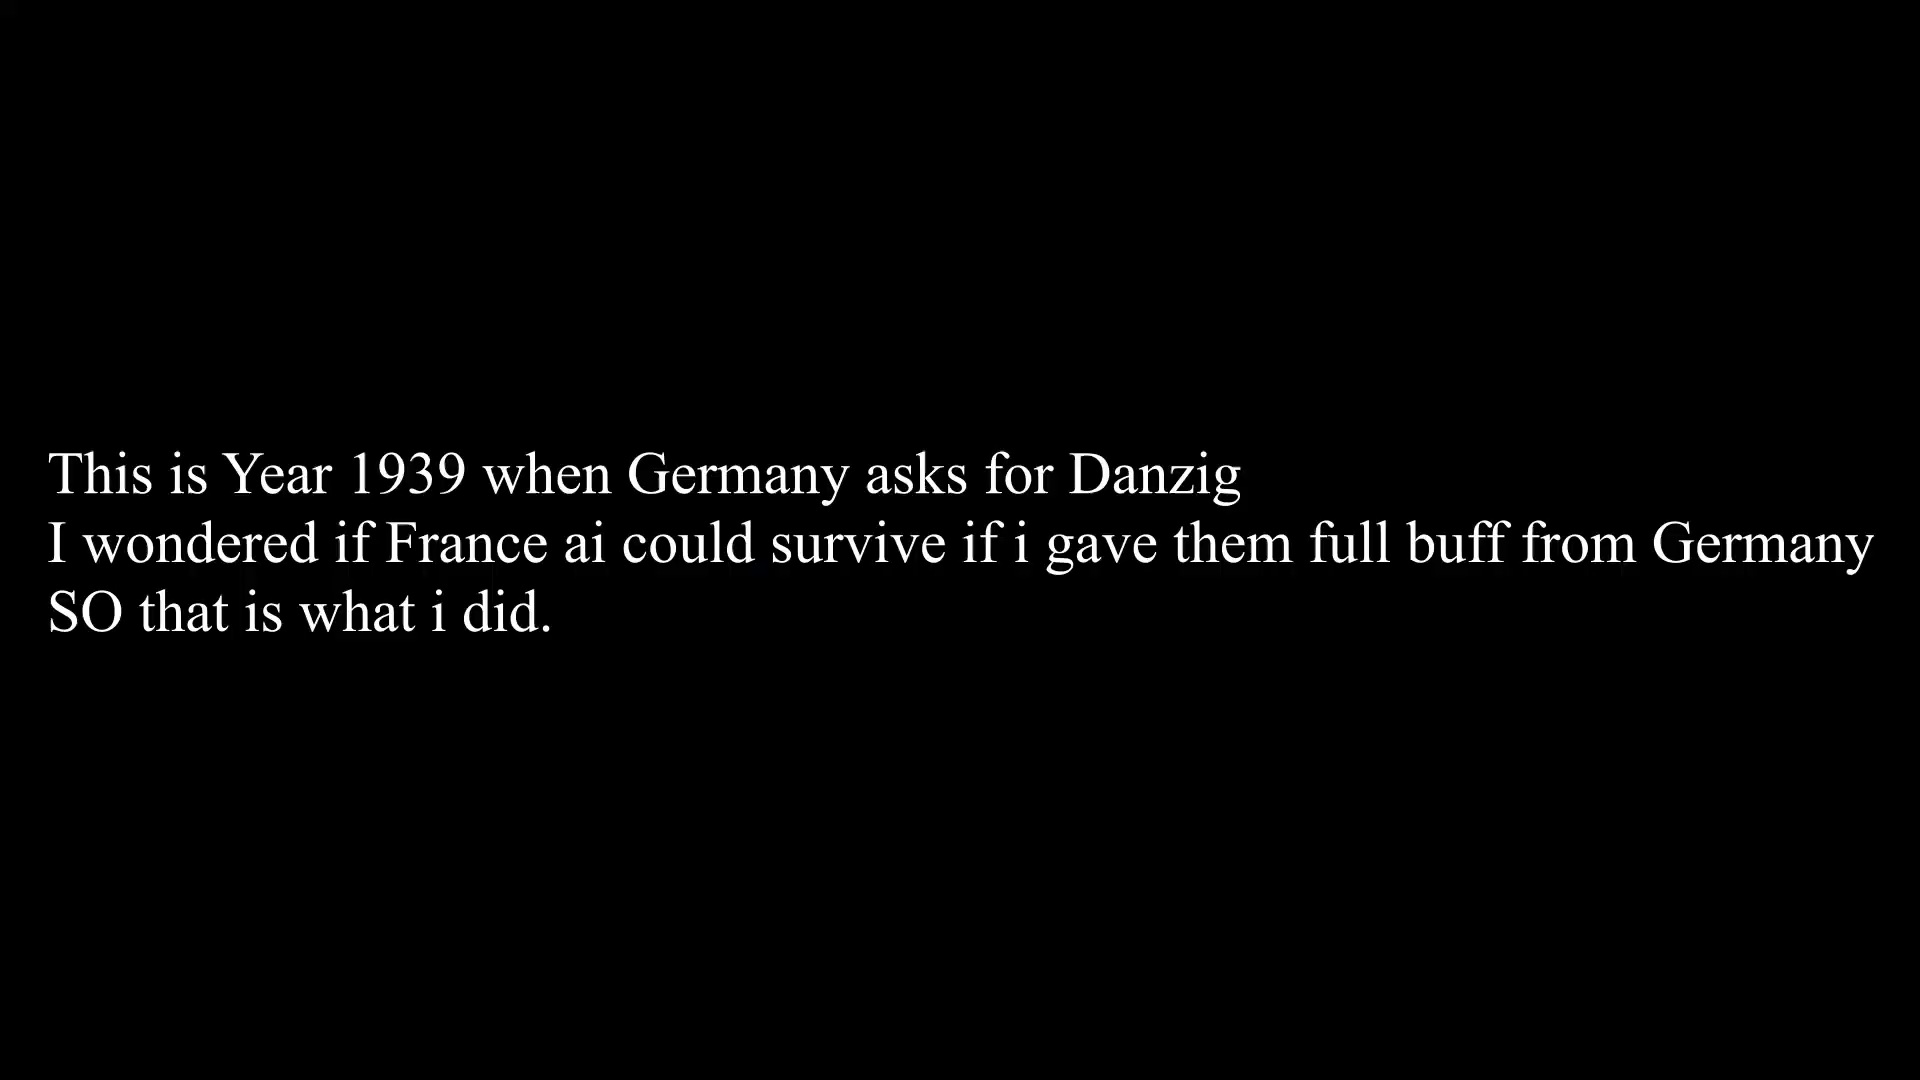 This is Year 1939 when Germany asks for Danzig
I wondered if France ai could survive if i gave them full buff from Germany
SO that is what i did.